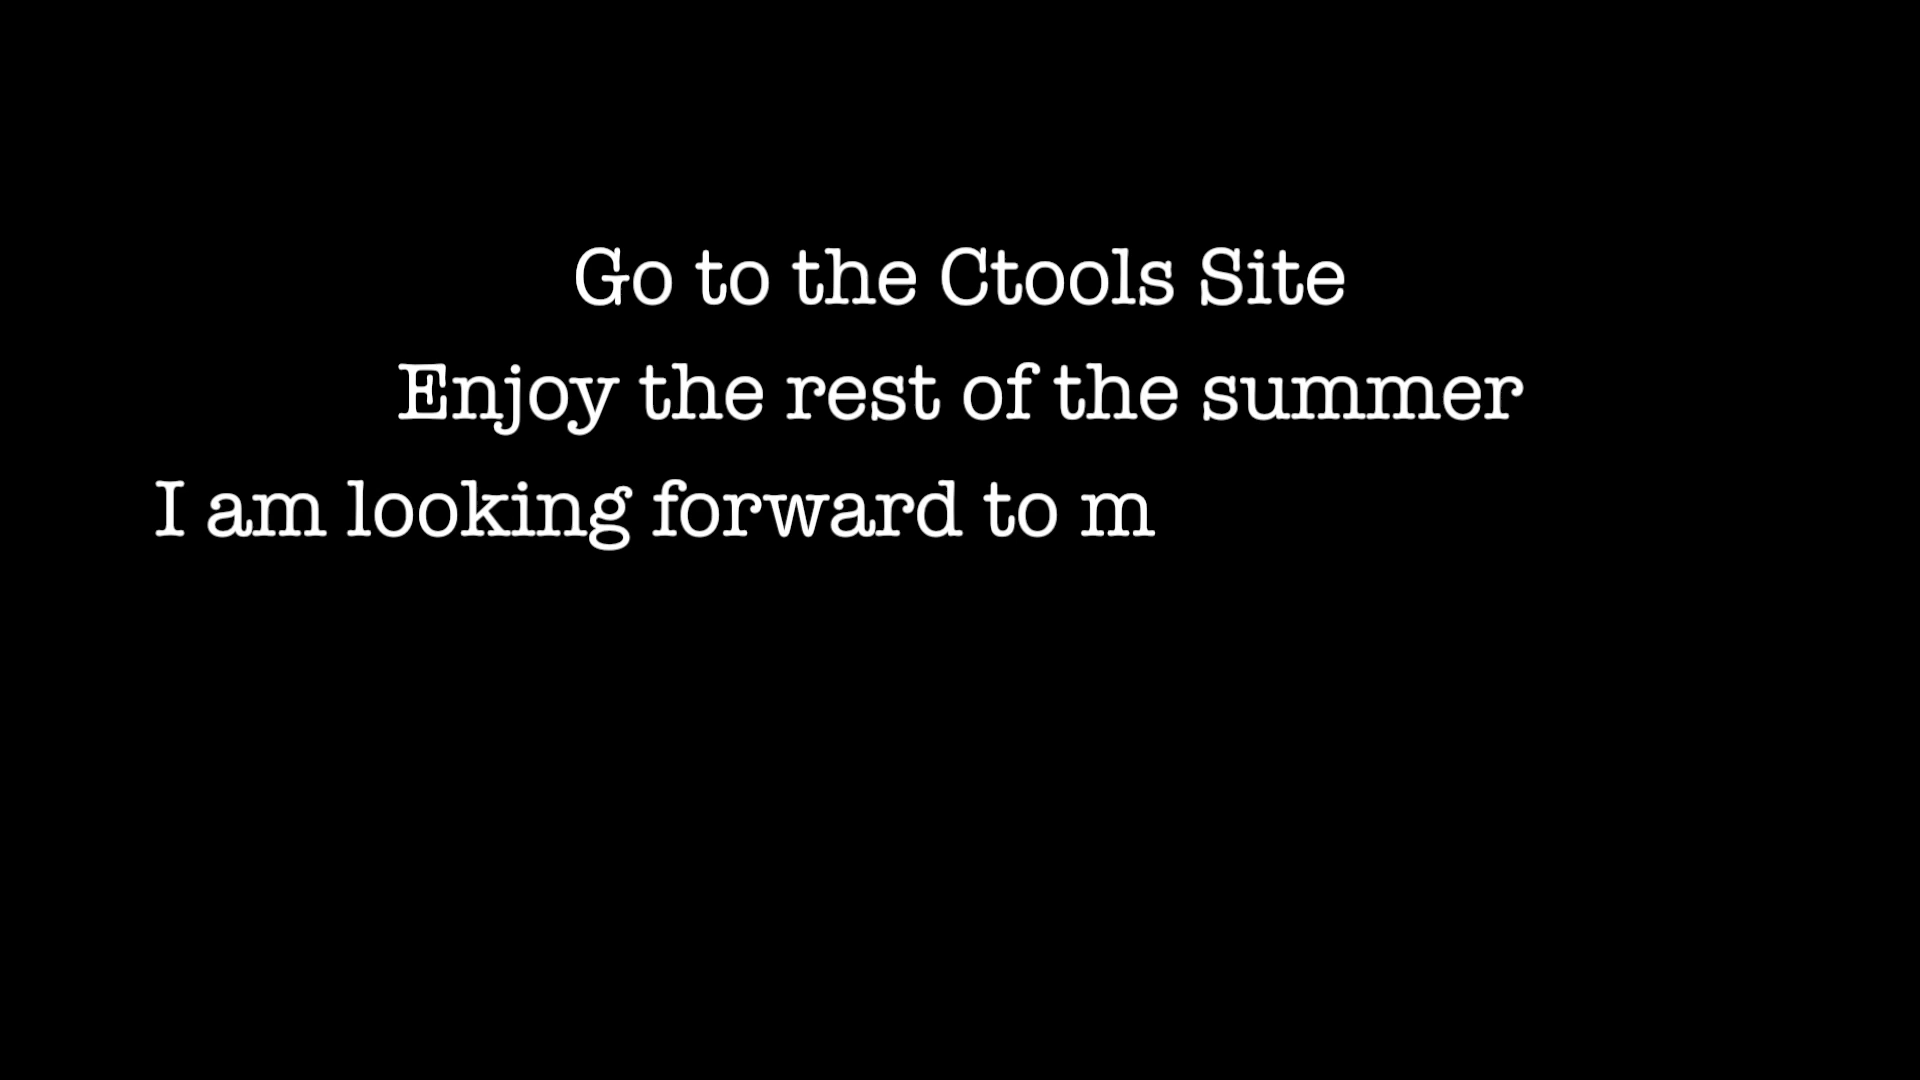 Go to the Ctools Site
Enjoy the rest of the summer
I am looking forward to m